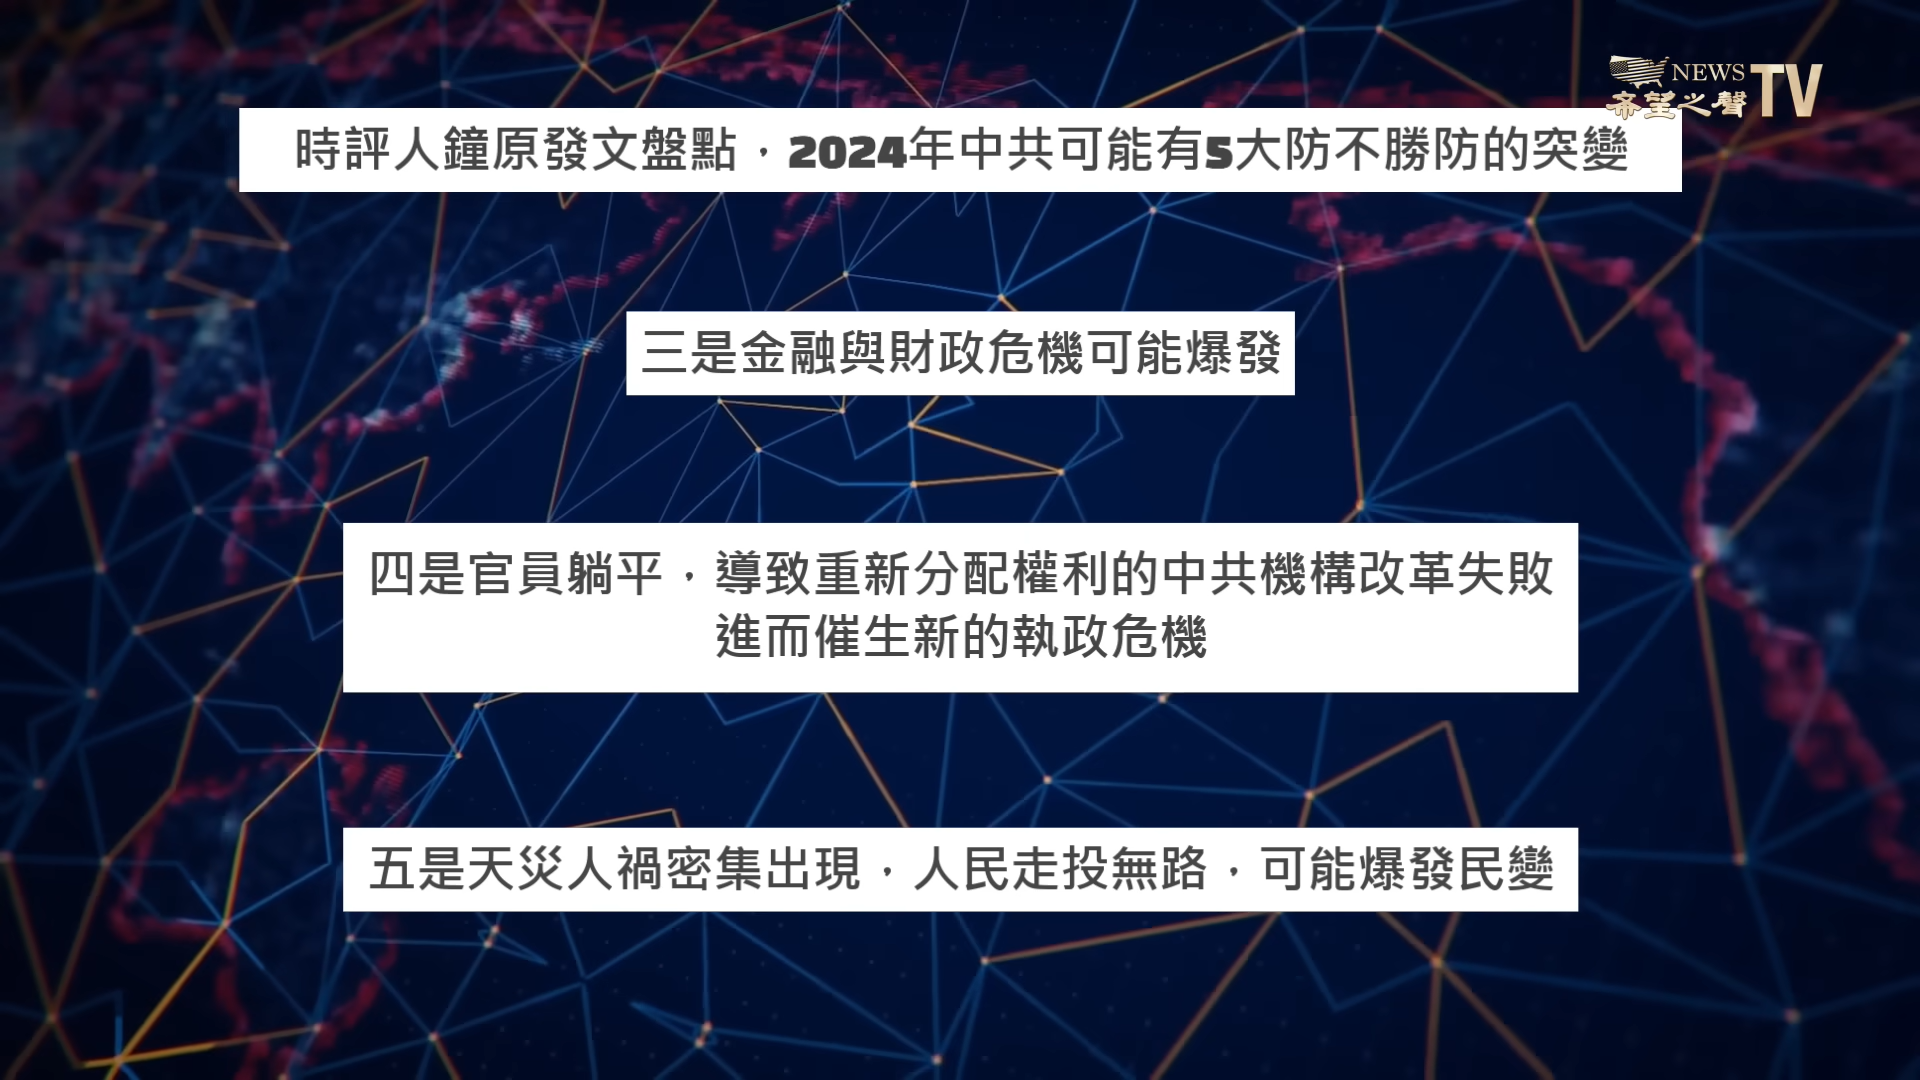 NEWS
希望之聲TV
時評人鐘原發文盤點，2024年中共可能有5大防不勝防的突變
三是金融與財政危機可能爆發
四是官員躺平，導致重新分配權利的中共機構改革失敗
進而催生新的執政危機
五是天災人禍密集出現，人民走投無路，可能爆發民變